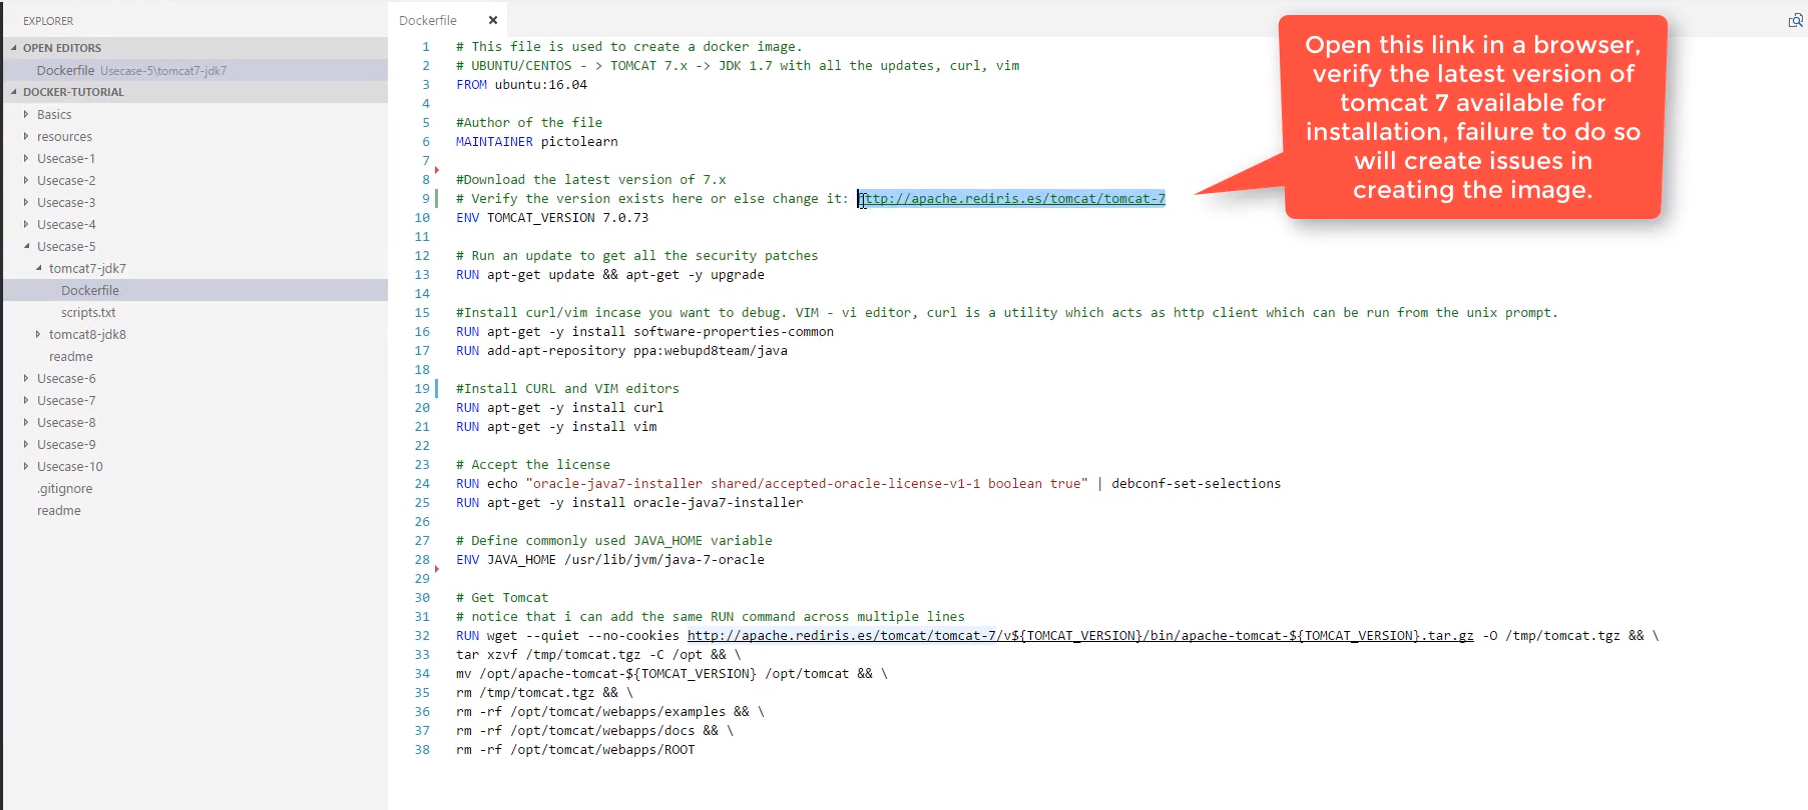 EXPLORER
OPEN EDITORS
Dockerfile Usecase-5\tomcat7-jdk7
DOCKER-TUTORIAL
Basics
resources
Usecase-1
Usecase-2
Usecase-3
Usecase-4
Usecase-5
tomcat7-jdk7
Dockerfile
scripts.txt
tomcat8-jdk8
readme
Usecase-6
Usecase-7
Usecase-8
Usecase-9
Usecase-10
.gitignore
readme
Dockerfile
1 # This file is used to create a docker image.
2 # UBUNTU/CENTOS - > TOMCAT 7.x -> JDK 1.7 with all the updates, curl, vim
3 FROM ubuntu:16.04
4
5 #Author of the file
6 MAINTAINER pictolearn
7
8 #Download the latest version of 7.x
9 # Verify the version exists here or else change it: http://apache.rediris.es/tomcat/tomcat-7
10 ENV TOMCAT_VERSION 7.0.73
11
12 # Run an update to get all the security patches
13 RUN apt-get update && apt-get -y upgrade
14
15 #Install curl/vim incase you want to debug. VIM - vi editor, curl is a utility which acts as http client which can be run from the unix prompt.
16 RUN apt-get -y install software-properties-common
17 RUN add-apt-repository ppa:webupd8team/java
18
19 #Install CURL and VIM editors
20 RUN apt-get -y install curl
21 RUN apt-get -y install vim
22
23 # Accept the license
24 RUN echo "oracle-java7-installer shared/accepted-oracle-license-v1-1 boolean true" | debconf-set-selections
25 RUN apt-get -y install oracle-java7-installer
26
27 # Define commonly used JAVA_HOME variable
28 ENV JAVA_HOME /usr/lib/jvm/java-7-oracle
29
30 # Get Tomcat
31 # notice that i can add the same RUN command across multiple lines
32 RUN wget --quiet --no-cookies http://apache.rediris.es/tomcat/tomcat-7/v${TOMCAT_VERSION}/bin/apache-tomcat-${TOMCAT_VERSION}.tar.gz -O /tmp/tomcat.tgz && \
33 tar xzvf /tmp/tomcat.tgz -C /opt && \
34 mv /opt/apache-tomcat-${TOMCAT_VERSION} /opt/tomcat && \
35 rm /tmp/tomcat.tgz && \
36 rm -rf /opt/tomcat/webapps/examples && \
37 rm -rf /opt/tomcat/webapps/docs && \
38 rm -rf /opt/tomcat/webapps/ROOT
Open this link in a browser,
verify the latest version of
tomcat 7 available for
installation, failure to do so
will create issues in
creating the image.